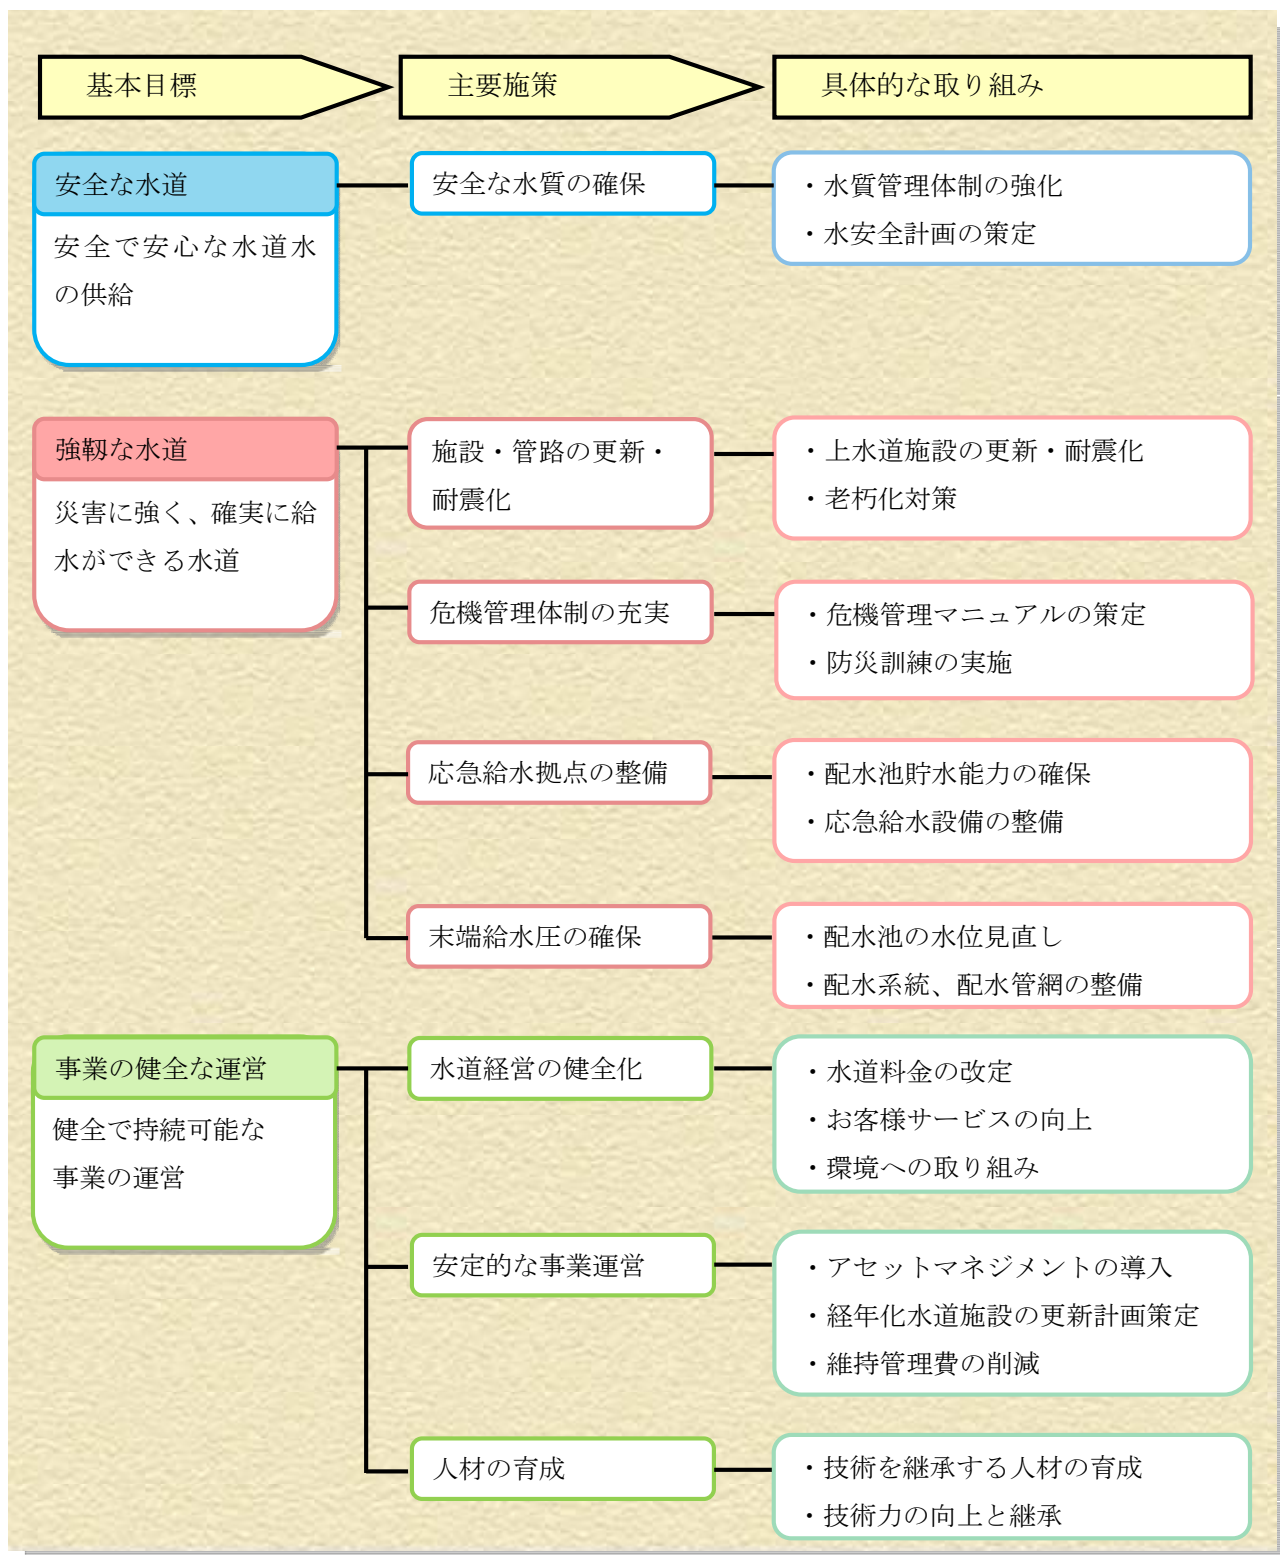 基本目標
主要施策
具体的な取り組み
安全な水道
安全で安心な水道水
の供給
安全な水質の確保
・水質管理体制の強化
・水安全計画の策定
強靱な水道
災害に強く、確実に給
水ができる水道
施設・管路の更新・
耐震化
・上水道施設の更新・耐震化
・老朽化対策
危機管理体制の充実
・危機管理マニュアルの策定
・防災訓練の実施
応急給水拠点の整備
・配水池貯水能力の確保
・応急給水設備の整備
末端給水圧の確保
・配水池の水位見直し
・配水系統、配水管網の整備
事業の健全な運営
健全で持続可能な
事業の運営
水道経営の健全化
・水道料金の改定
・お客様サービスの向上
・環境への取り組み
安定的な事業運営
・アセットマネジメントの導入
・経年化水道施設の更新計画策定
・維持管理費の削減
人材の育成
・技術を継承する人材の育成
・技術力の向上と継承